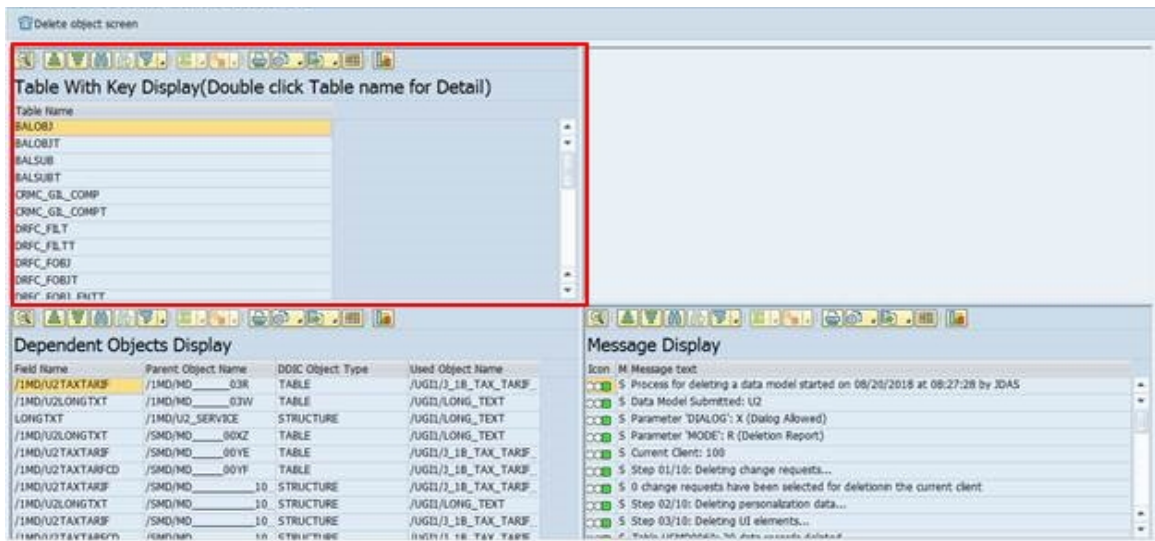 Delete object screen
Table With Key Display(Double click Table name for Detail)
Table Name
BALOBJ
BALOBJT
BALSUB
BALSUBT
CRMC_GIL_COMP
CRMC_GIL_COMPT
DRFC_FILT
DRFC_FILTT
DRFC_FOBJ
DRFC_FOBJT
DRFC_FOBJ_ENTT
Dependent Objects Display
Field Name Parent Object Name DDIC Object Type Used Object Name
/1MD/U2TAXTARIF /1MD/MD______03R TABLE /UGI1/J_1B_TAX_TARIF_
/1MD/U2LONGTXT /1MD/MD______03W TABLE /UGI1/LONG_TEXT
LONGTXT /1MD/U2_SERVICE STRUCTURE /UGI1/LONG_TEXT
/1MD/U2LONGTXT /SMD/MD_____00XZ TABLE /UGI1/LONG_TEXT
/1MD/U2TAXTARIF /SMD/MD_____00YE TABLE /UGI1/J_1B_TAX_TARIF_
/1MD/U2TAXTARFCD /SMD/MD_____00YF TABLE /UGI1/J_1B_TAX_TARIF_
/1MD/U2TAXTARIF /SMD/MD_________10_ STRUCTURE /UGI1/J_1B_TAX_TARIF_
/1MD/U2LONGTXT /SMD/MD_________10_ STRUCTURE /UGI1/LONG_TEXT
/1MD/U2TAXTARIF /SMD/MD_________10_ STRUCTURE /UGI1/J_1B_TAX_TARIF_
Message Display
Icon M Message text
S Process for deleting a data model started on 08/20/2018 at 08:27:28 by JDAS
S Data Model Submitted: U2
S Parameter 'DIALOG': X (Dialog Allowed)
S Parameter 'MODE': R (Deletion Report)
S Current Client: 100
S Step 01/10: Deleting change requests...
S 0 change requests have been selected for deletionin the current client
S Step 02/10: Deleting personalization data...
S Step 03/10: Deleting UI elements...